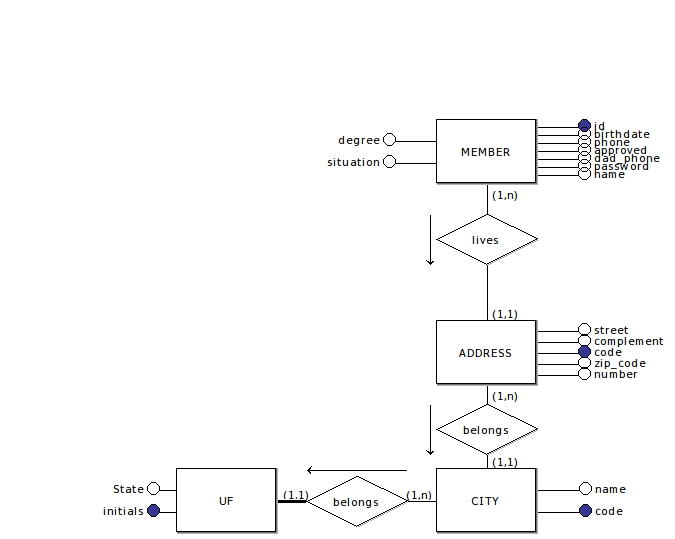 id
birthdate
degree
phone
MEMBER
approved
dad_phone
situation
password
name
(1,n)
lives
(1,1)
street
complement
ADDRESS
code
zip_code
number
(1,n)
belongs
(1,1)
State
(1,1)
(1,n)
name
UF
belongs
CITY
initials
code